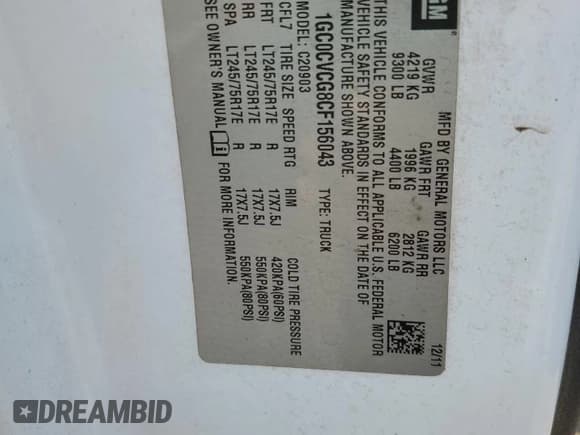 GM
MFD BY GENERAL MOTORS LLC 12/11
GVWR GAWR FRT GAWR RR
4219 KG 1996 KG 2812 KG
9300 LB 4400 LB 6200 LB
THIS VEHICLE CONFORMS TO ALL APPLICABLE U.S. FEDERAL MOTOR
VEHICLE SAFETY STANDARDS IN EFFECT ON THE DATE OF
MANUFACTURE SHOWN ABOVE.
1GC0CVCG8CF156043 TYPE: TRUCK
C20903
CFL7 TIRE SIZE SPEED RTG RIM COLD TIRE PRESSURE
FRT LT245/75R17E R 17X7.5J 420KPA(60PSI)
RR LT245/75R17E R 17X7.5J 550KPA(80PSI)
SPA LT245/75R17E R 17X7.5J 550KPA(80PSI)
SEE OWNER'S MANUAL FOR MORE INFORMATION.
DREAMBID